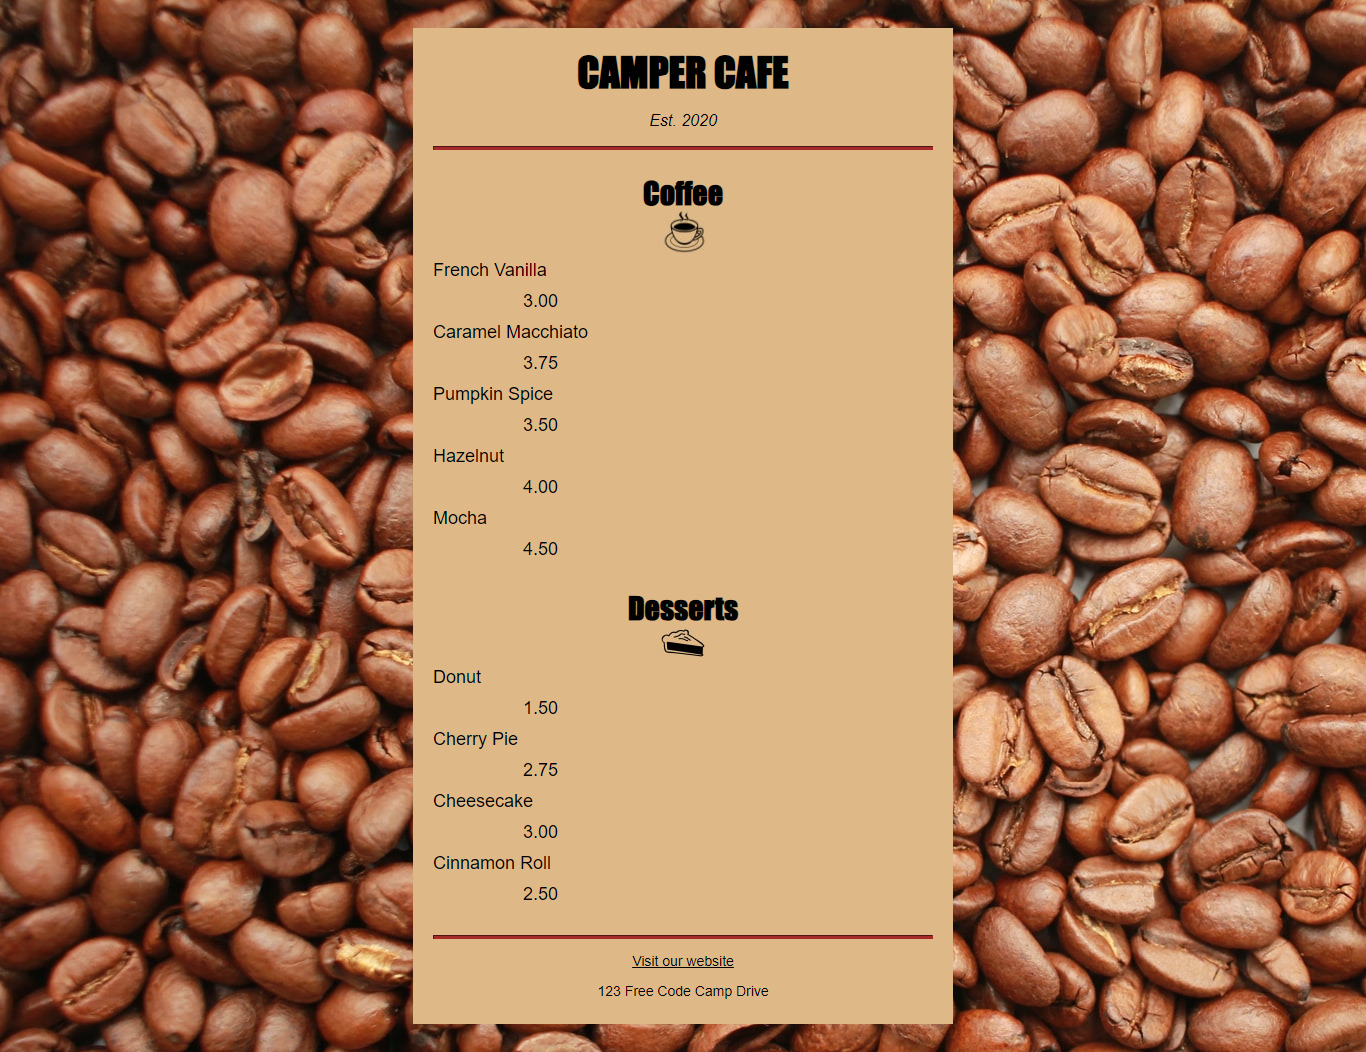 CAMPER CAFE
Est. 2020
Coffee
French Vanilla
3.00
Caramel Macchiato
3.75
Pumpkin Spice
3.50
Hazelnut
4.00
Mocha
4.50
Desserts
Donut
1.50
Cherry Pie
2.75
Cheesecake
3.00
Cinnamon Roll
2.50
Visit our website
123 Free Code Camp Drive